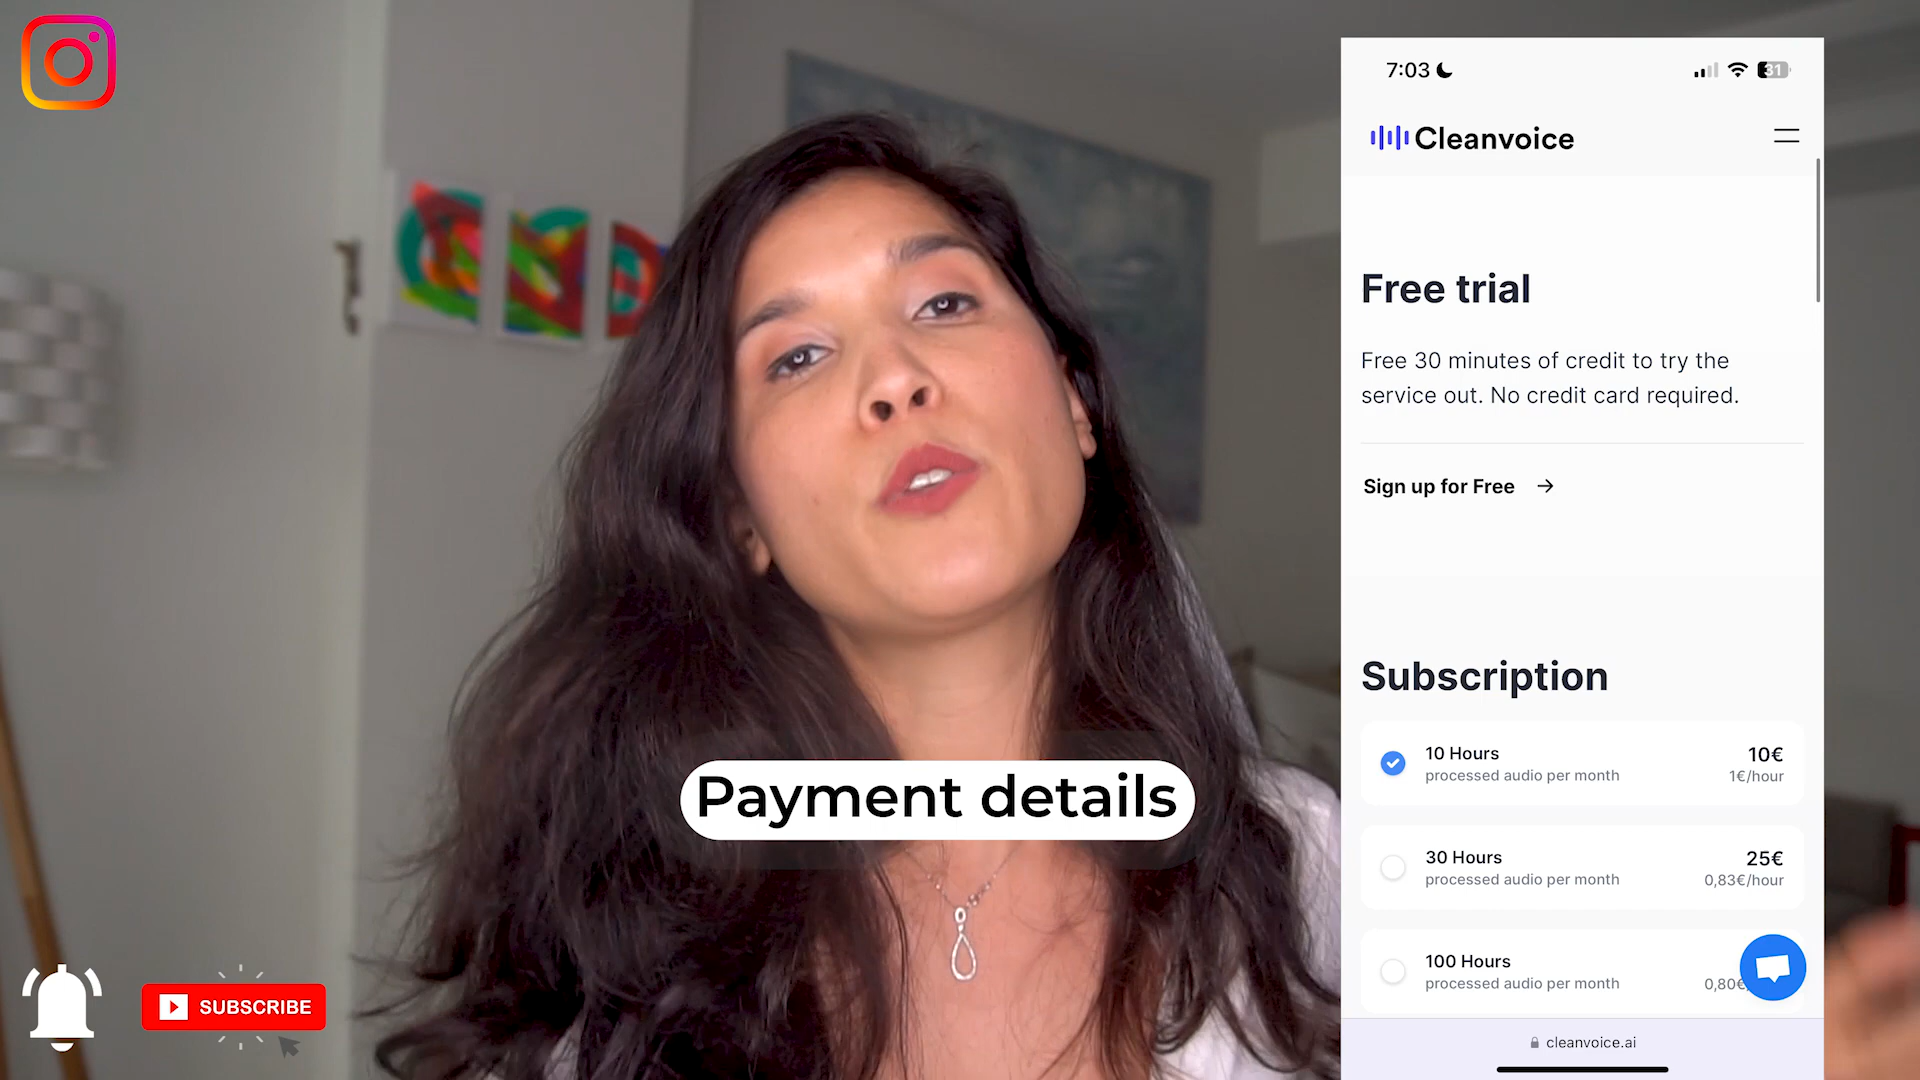 7:03
31
Cleanvoice
Free trial
Free 30 minutes of credit to try the
service out. No credit card required.
Sign up for Free →
Subscription
10 Hours 10€
processed audio per month 1€/hour
30 Hours 25€
processed audio per month 0,83€/hour
100 Hours
processed audio per month 0,80€
cleanvoice.ai
Payment details
SUBSCRIBE